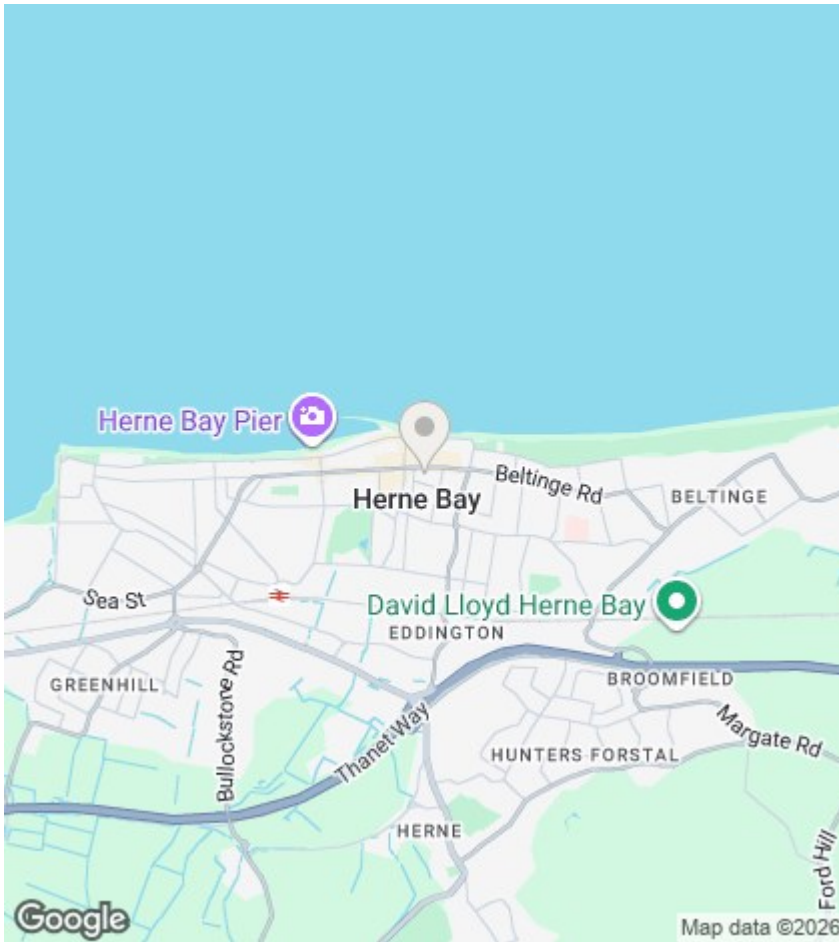 Herne Bay Pier
Herne Bay
Beltinge Rd
BELTINGE
Sea St
David Lloyd Herne Bay
EDDINGTON
GREENHILL
Bullockstone Rd
BROOMFIELD
Thanet Way
Margate Rd
HUNTERS FORSTAL
HERNE
Ford Hill
Google
Map data ©2026